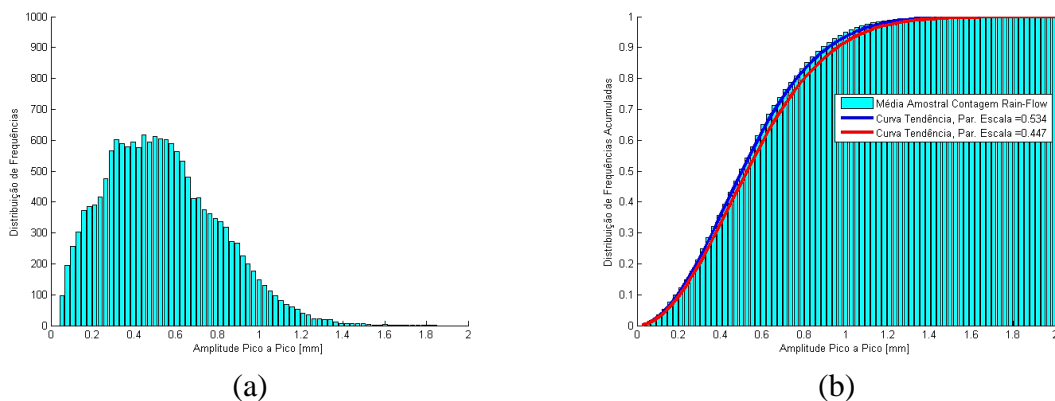 1000
900
800
700
600
500
400
300
200
100
0
Distribuição de Frequências
0 0.2 0.4 0.6 0.8 1 1.2 1.4 1.6 1.8 2
Amplitude Pico a Pico [mm]
(a)
1
0.9
0.8
0.7
0.6
0.5
0.4
0.3
0.2
0.1
0
Distribuição de Frequências Acumuladas
Média Amostral Contagem Rain-Flow
Curva Tendência, Par. Escala =0.534
Curva Tendência, Par. Escala =0.447
0 0.2 0.4 0.6 0.8 1 1.2 1.4 1.6 1.8 2
Amplitude Pico a Pico [mm]
(b)